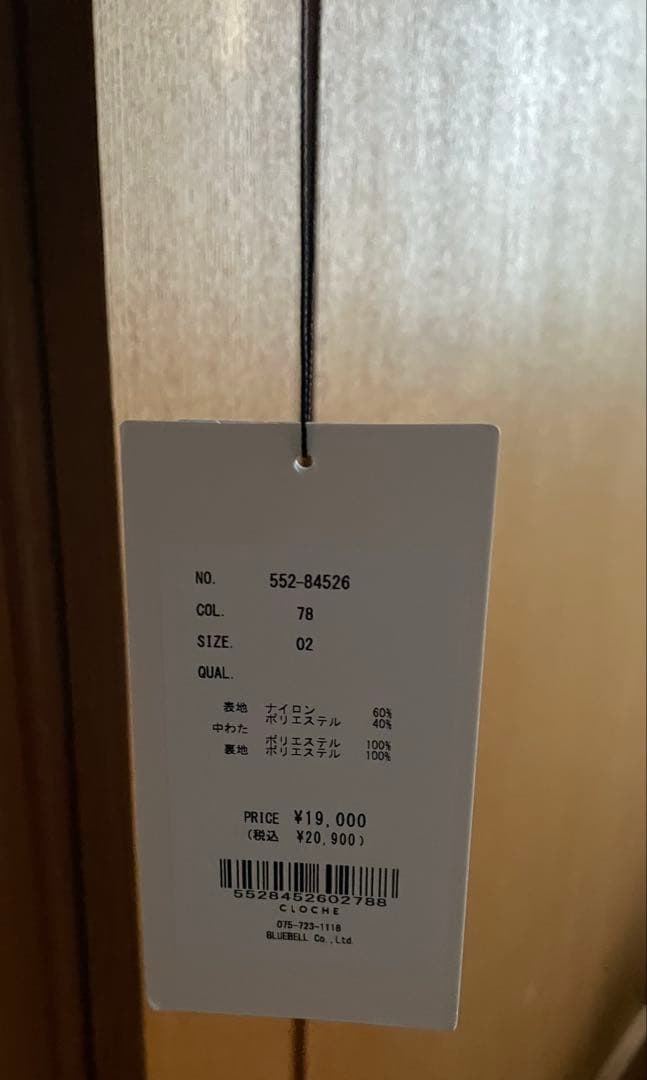 NO. 552-84526
COL. 78
SIZE. 02
QUAL.
表地 ナイロン 60%
ポリエステル 40%
中わた ポリエステル 100%
裏地 ポリエステル 100%
PRICE ¥19,000
(税込 ¥20,900)
5528452602788
CLOCHE
075-723-1118
BLUEBELL Co.,Ltd.